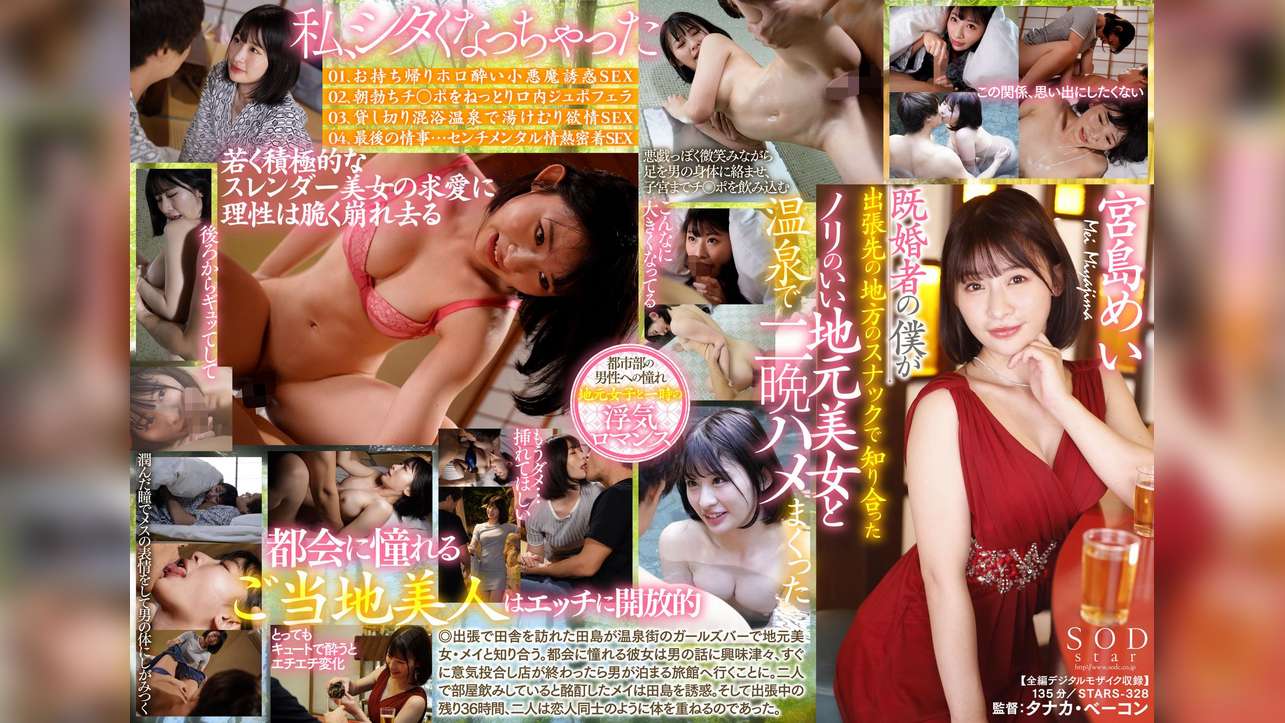 私、シタくなっちゃった
01、お持ち帰りホロ酔い小悪魔誘惑SEX
02、朝勃ちチ〇ポをねっとり口内ジュポフェラ
03、貸し切り混浴温泉で湯けむり欲情SEX
04、最後の情事…センチメンタル情熱密着SEX
若く積極的な
スレンダー美女の求愛に
理性は脆く崩れ去る
後ろからギュッてして
悪戯っぽく微笑みながら
足を男の身体に絡ませ、
子宮までチ〇ポを飲み込む
こんなに
大きくなってる
この関係、思い出にしたくない
都市部の
男性への憧れ
地元女子と一時の
浮気
ロマンス
もうダメ…
挿れてほしい
潤んだ瞳でメスの表情をして男の体にしがみつく
都会に憧れる
ご当地美人はエッチに開放的
とっても
キュートで酔うと
エチエチ変化
◎出張で田舎を訪れた田島が温泉街のガールズバーで地元美
女・メイと知り合う。都会に憧れる彼女は男の話に興味津々、すぐ
に意気投合し店が終わったら男が泊まる旅館へ行くことに。二人
で部屋飲みしていると酩酊したメイは田島を誘惑。そして出張中の
残り36時間、二人は恋人同士のように体を重ねるのであった。
宮島めい
Mei Miyajima
既婚者の僕が
出張先の地方のスナックで知り合った
ノリのいい地元美女と
温泉で二晩ハメまくった
SOD
star
http://www.sodc.co.jp
【全編デジタルモザイク収録】
135分／STARS-328
監督：タナカ・ベーコン